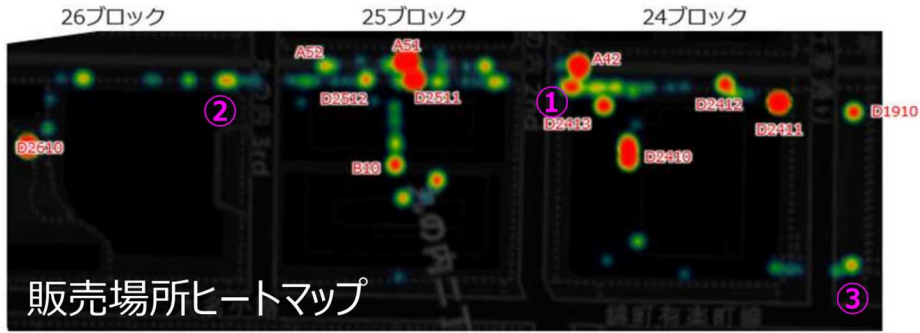 26ブロック 25ブロック 24ブロック
A52 A51 A42
D2512 D2511 D2412
② ① D2413 D2411 D1910
D2610 B10 D2410
販売場所ヒートマップ ③